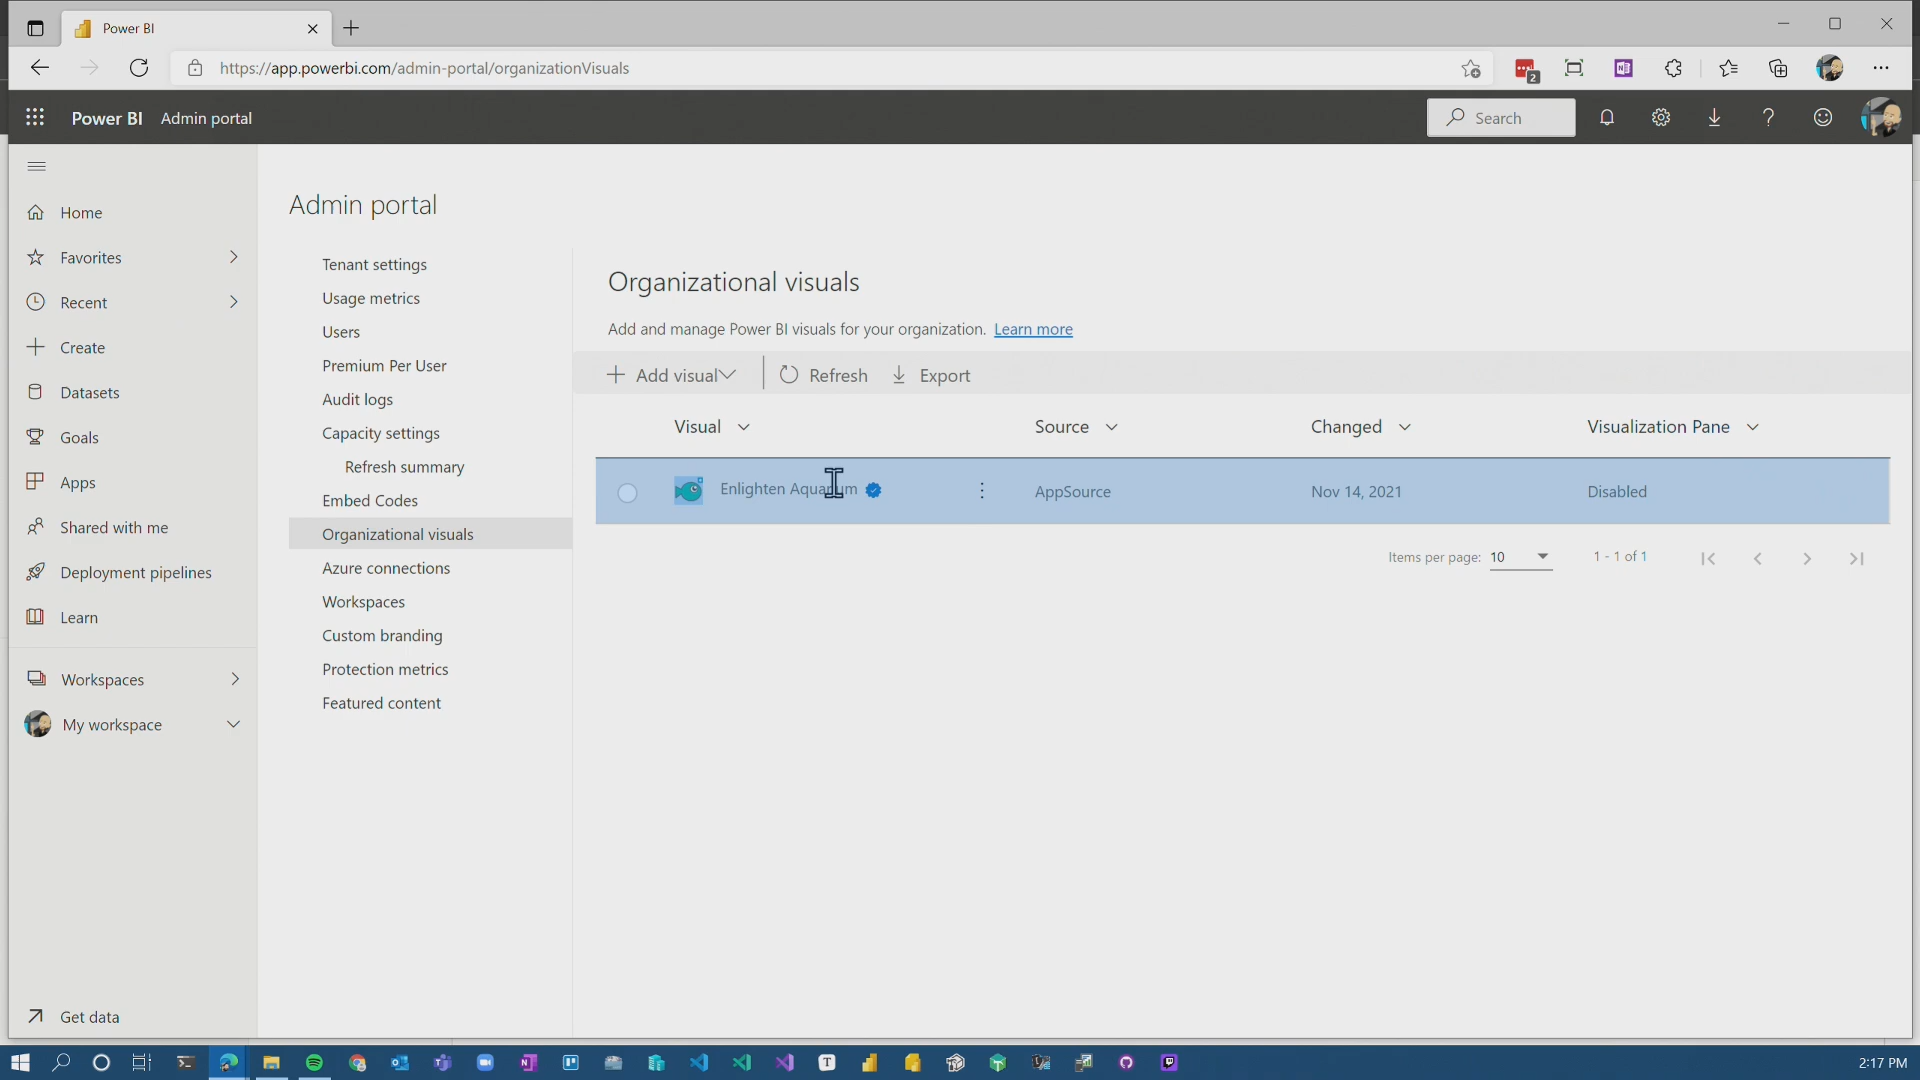 Power BI
https://app.powerbi.com/admin-portal/organizationVisuals
2
Power BI Admin portal
Search
Home
Favorites
Recent
Create
Datasets
Goals
Apps
Shared with me
Deployment pipelines
Learn
Workspaces
My workspace
Get data
Admin portal
Tenant settings
Usage metrics
Users
Premium Per User
Audit logs
Capacity settings
Refresh summary
Embed Codes
Organizational visuals
Azure connections
Workspaces
Custom branding
Protection metrics
Featured content
Organizational visuals
Add and manage Power BI visuals for your organization. Learn more
Add visual Refresh Export
Visual Source Changed Visualization Pane
Enlighten Aquarium AppSource Nov 14, 2021 Disabled
Items per page: 10 1 - 1 of 1
2:17 PM